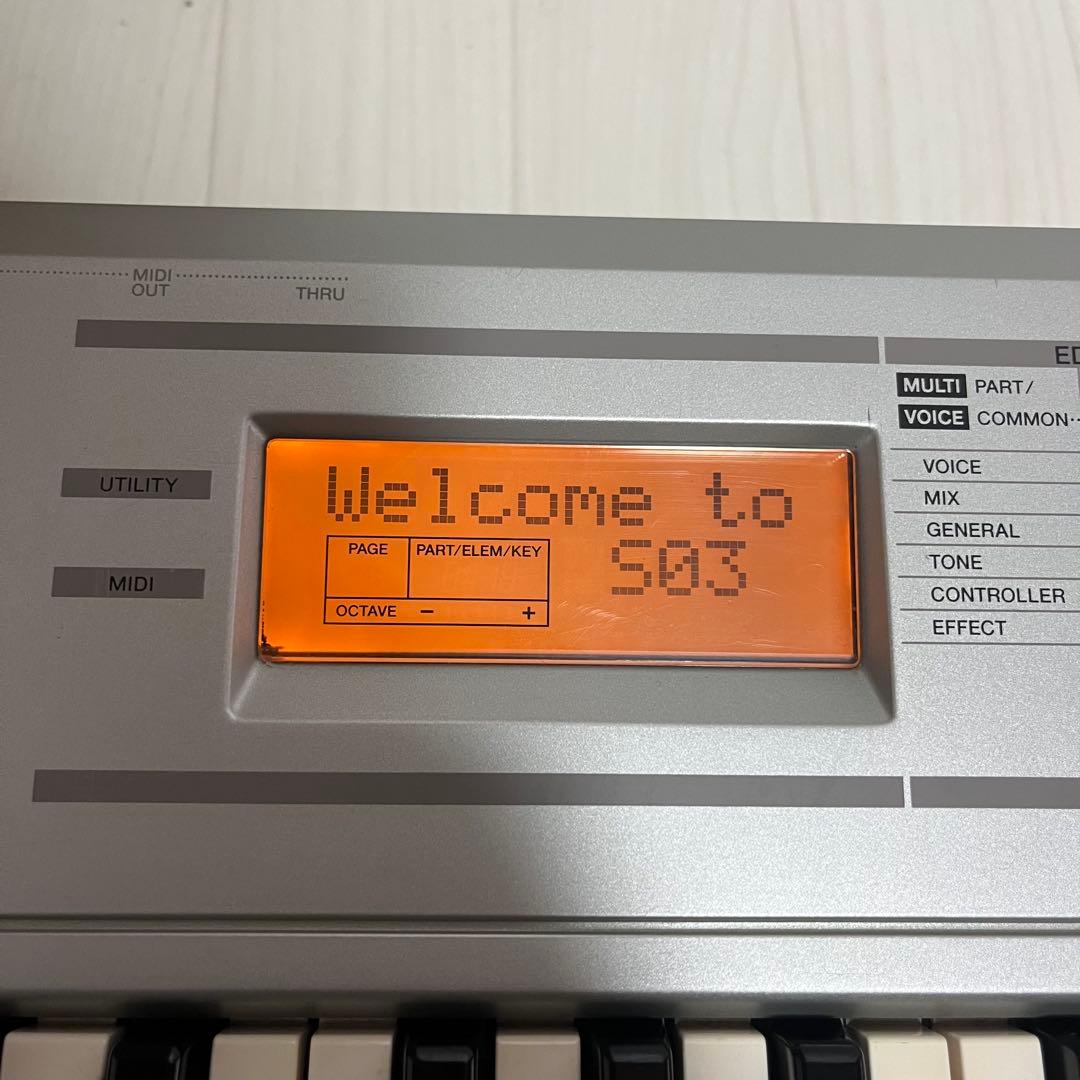 MIDI
OUT THRU
ED
MULTI PART/
VOICE COMMON
UTILITY
MIDI
Welcome to
S03
PAGE PART/ELEM/KEY
OCTAVE − +
VOICE
MIX
GENERAL
TONE
CONTROLLER
EFFECT